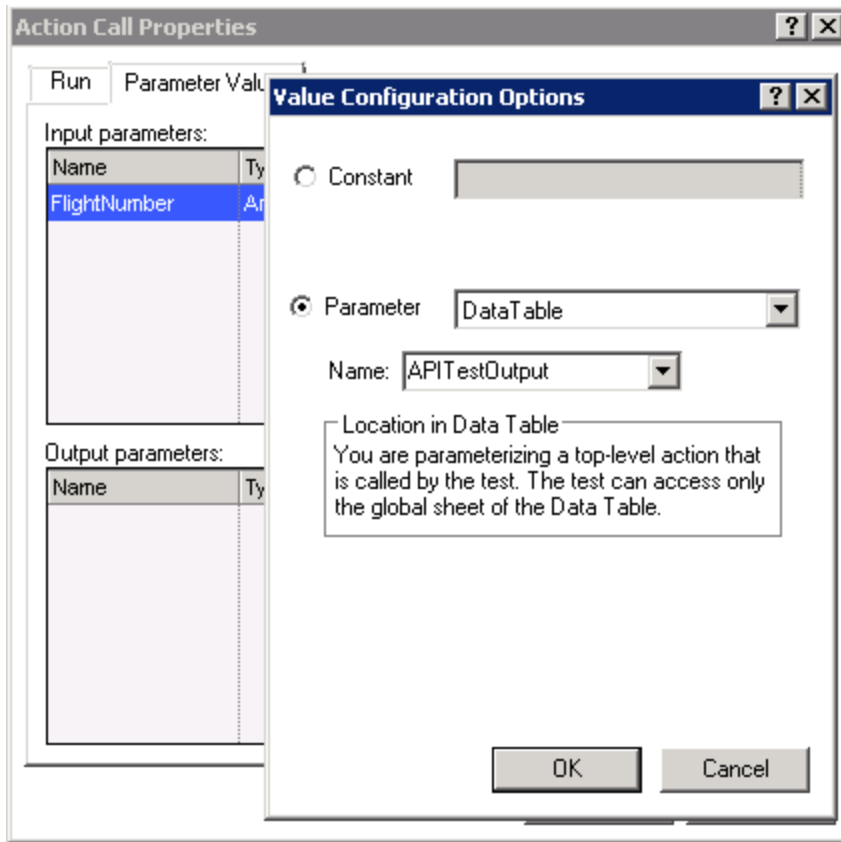 Action Call Properties
Run
Parameter Valu
Input parameters:
Name
Ty
FlightNumber
Output parameters:
Name
Ty
Value Configuration Options
Constant
Parameter
DataTable
Name:
APITestOutput
Location in Data Table
You are parameterizing a top-level action that
is called by the test. The test can access only
the global sheet of the Data Table.
OK
Cancel